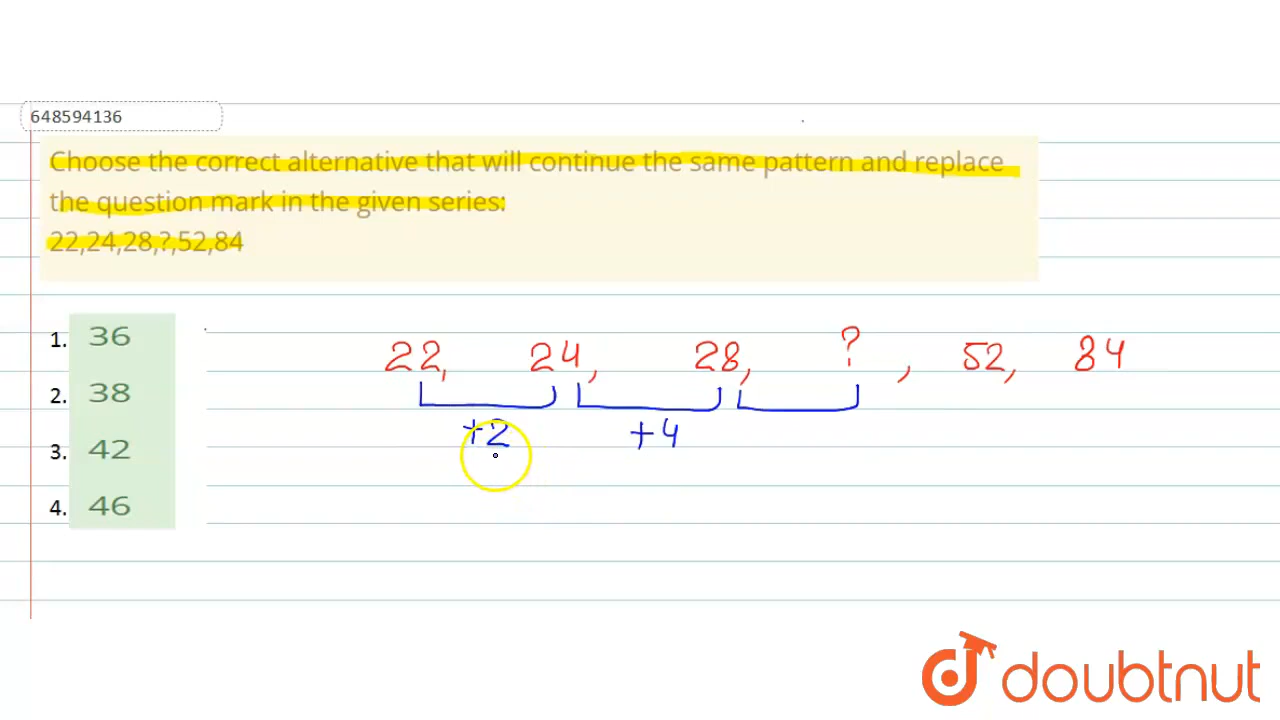 648594136
Choose the correct alternative that will continue the same pattern and replace
the question mark in the given series:
22,24,28,?,52,84
1. 36
2. 38
3. 42
4. 46
22, 24, 28, ? , 52, 84
+2 +4
doubtnut